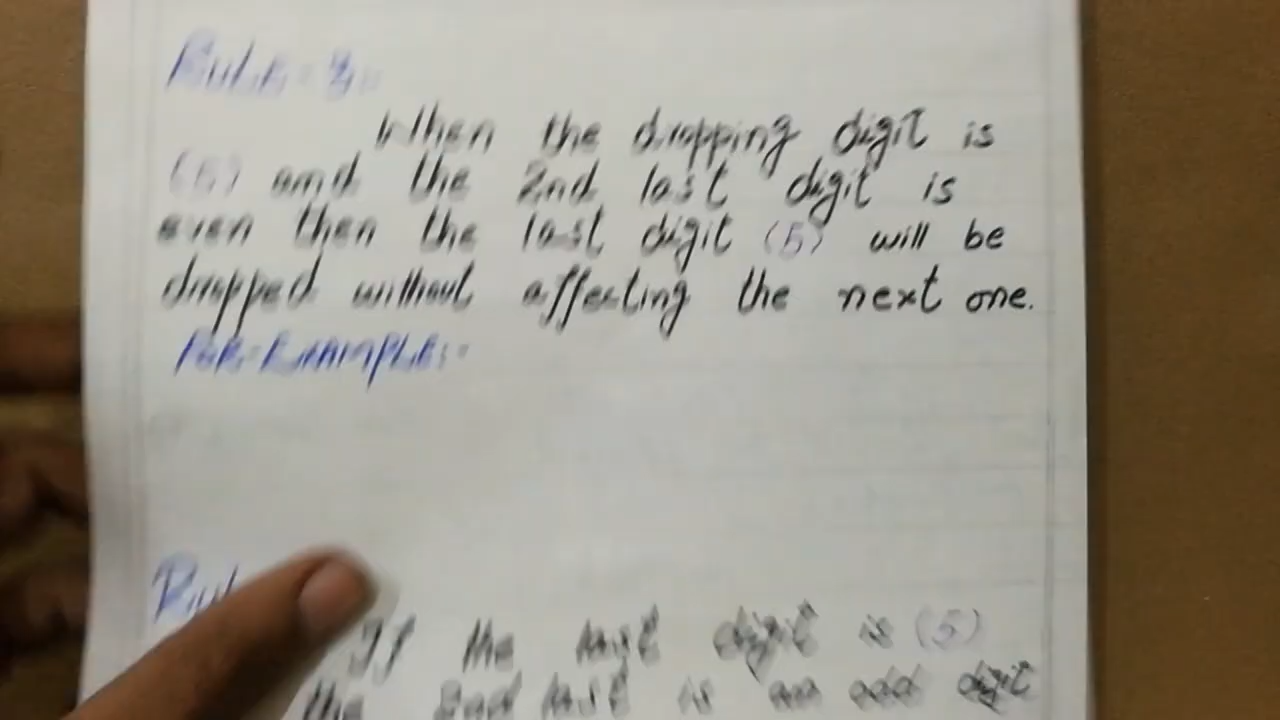 RULE - 3:-
When the dropping digit is
(5) and the 2nd last digit is
even then the last digit (5) will be
dropped without affecting the next one.
FOR-EXAMPLE:-
If the last digit is (5)
the 2nd last is an odd digit